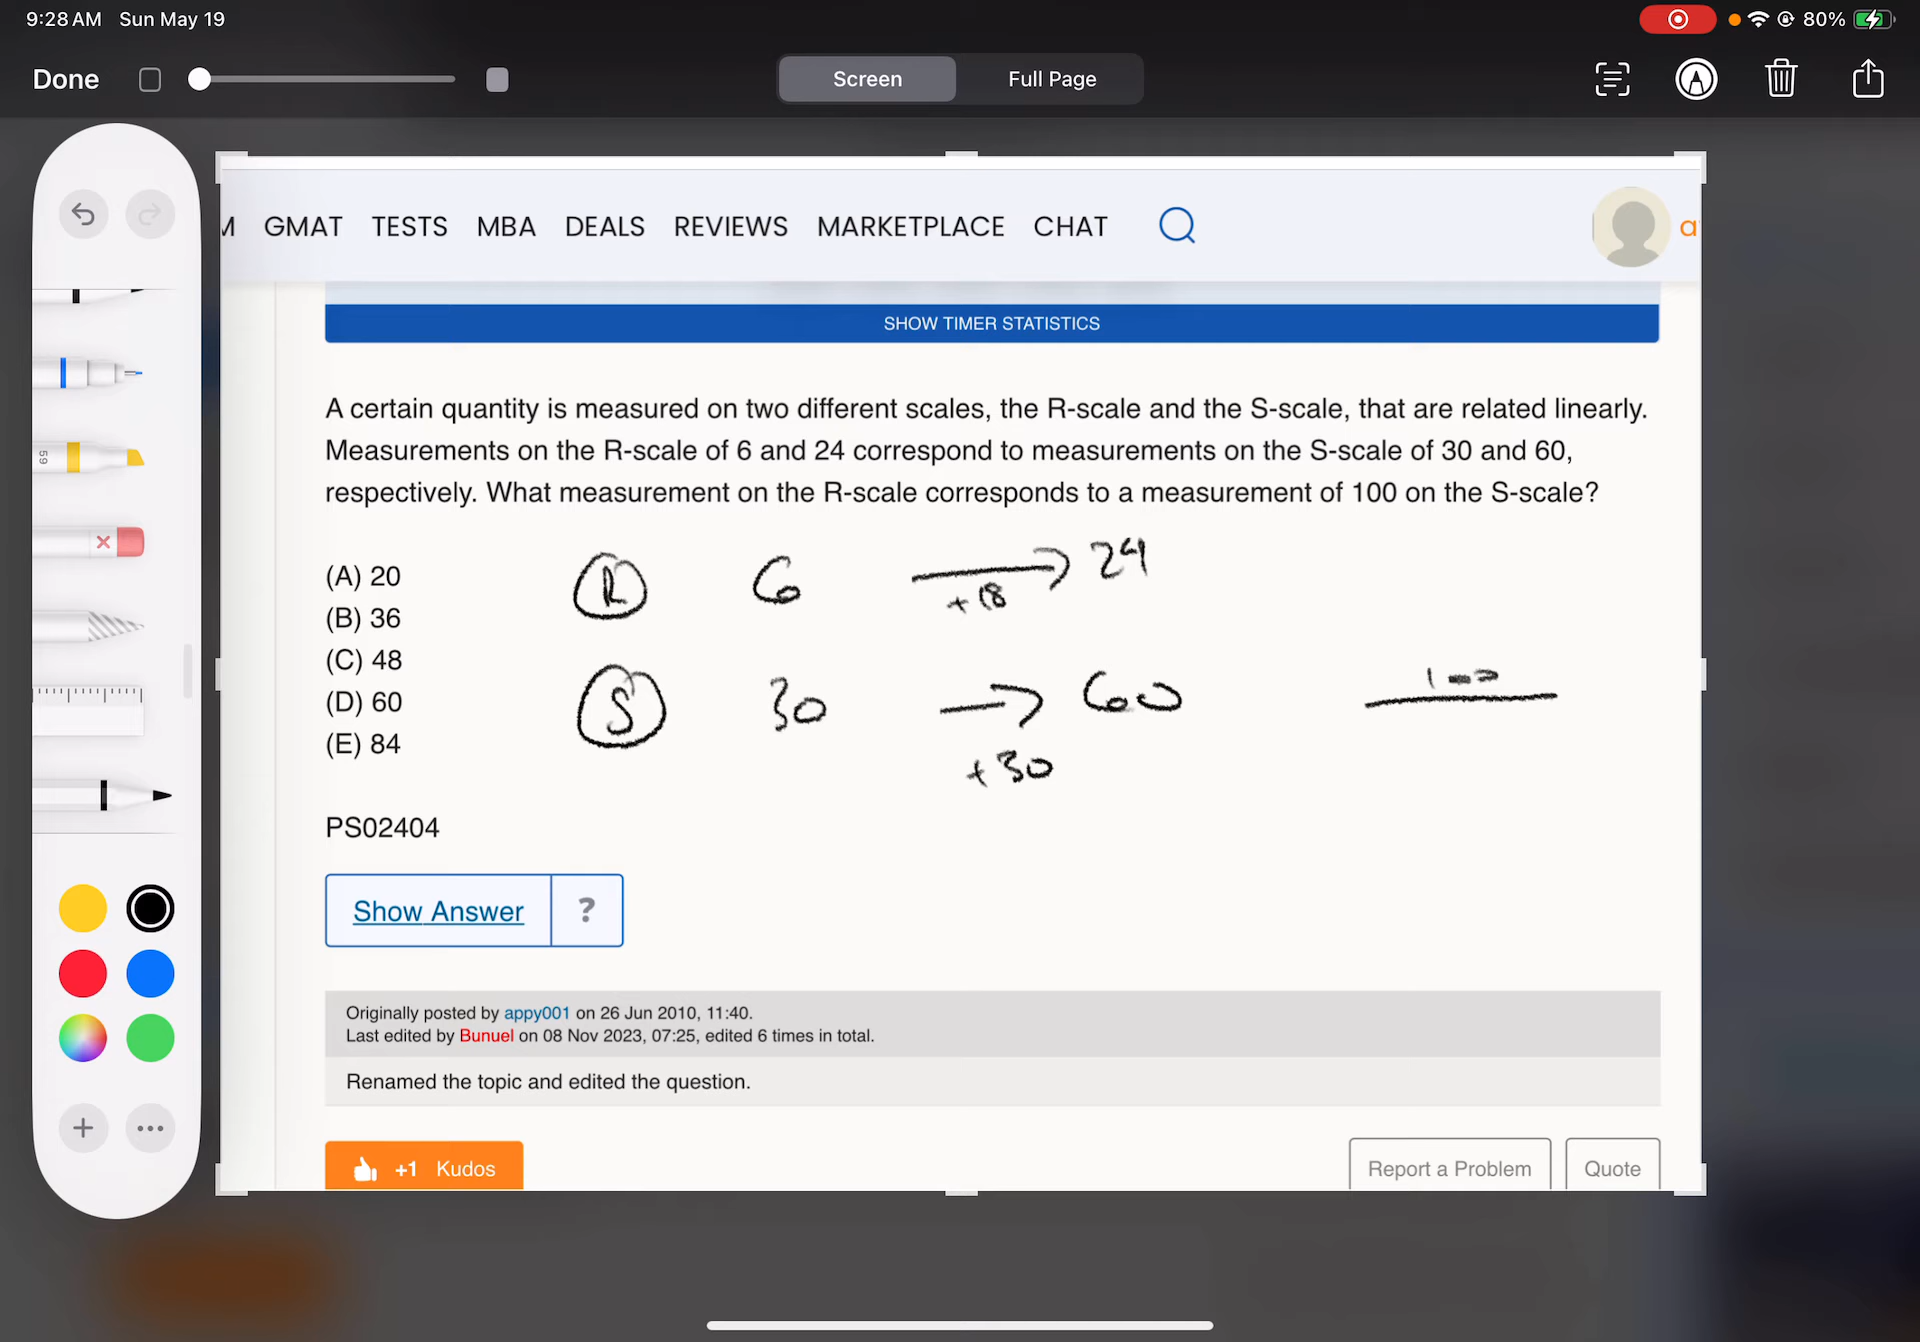 9:28 AM Sun May 19
80%
Done
Screen
Full Page
GMAT TESTS MBA DEALS REVIEWS MARKETPLACE CHAT
a
SHOW TIMER STATISTICS
A certain quantity is measured on two different scales, the R-scale and the S-scale, that are related linearly.
Measurements on the R-scale of 6 and 24 correspond to measurements on the S-scale of 30 and 60,
respectively. What measurement on the R-scale corresponds to a measurement of 100 on the S-scale?
(A) 20
(B) 36
(C) 48
(D) 60
(E) 84
R 6 → 24
+18
S 30 → 60 100
+30
PS02404
Show Answer ?
Originally posted by appy001 on 26 Jun 2010, 11:40.
Last edited by Bunuel on 08 Nov 2023, 07:25, edited 6 times in total.
Renamed the topic and edited the question.
+1 Kudos
Report a Problem
Quote
59